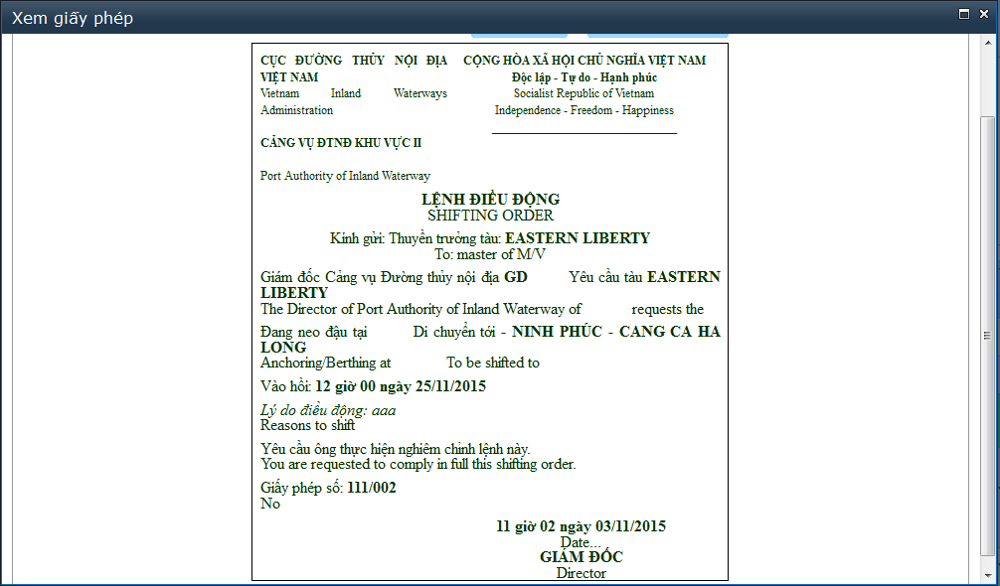 Xem giấy phép
CỤC ĐƯỜNG THỦY NỘI ĐỊA
VIỆT NAM
Vietnam Inland Waterways
Administration
CỘNG HÒA XÃ HỘI CHỦ NGHĨA VIỆT NAM
Độc lập - Tự do - Hạnh phúc
Socialist Republic of Vietnam
Independence - Freedom - Happiness
CẢNG VỤ ĐTNĐ KHU VỰC II
Port Authority of Inland Waterway
LỆNH ĐIỀU ĐỘNG
SHIFTING ORDER
Kính gửi: Thuyền trưởng tàu: EASTERN LIBERTY
To: master of M/V
Giám đốc Cảng vụ Đường thủy nội địa GD Yêu cầu tàu EASTERN
LIBERTY
The Director of Port Authority of Inland Waterway of requests the
Đang neo đậu tại Di chuyển tới - NINH PHÚC - CANG CA HA
LONG
Anchoring/Berthing at To be shifted to
Vào hồi: 12 giờ 00 ngày 25/11/2015
Lý do điều động: aaa
Reasons to shift
Yêu cầu ông thực hiện nghiêm chỉnh lệnh này.
You are requested to comply in full this shifting order.
Giấy phép số: 111/002
No
11 giờ 02 ngày 03/11/2015
Date...
GIÁM ĐỐC
Director